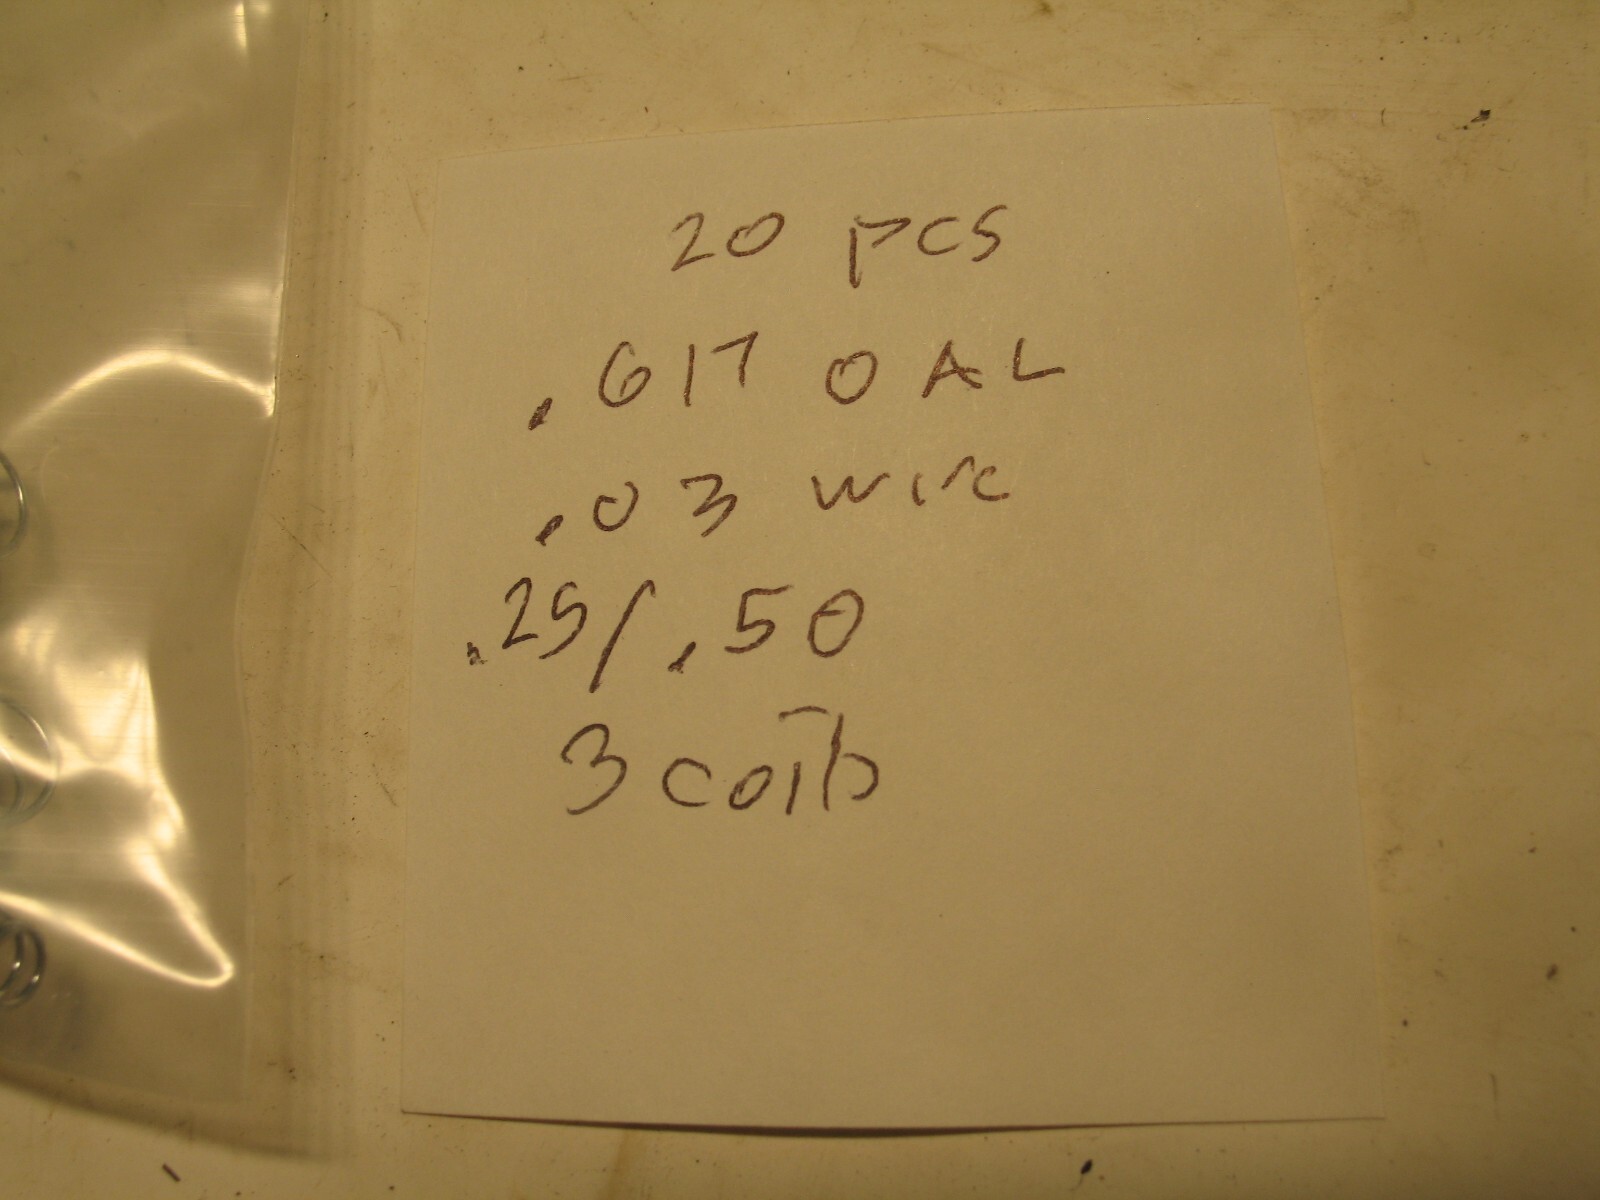 20 pcs
.617 OAL
.03 wire
.25/.50
3 coils